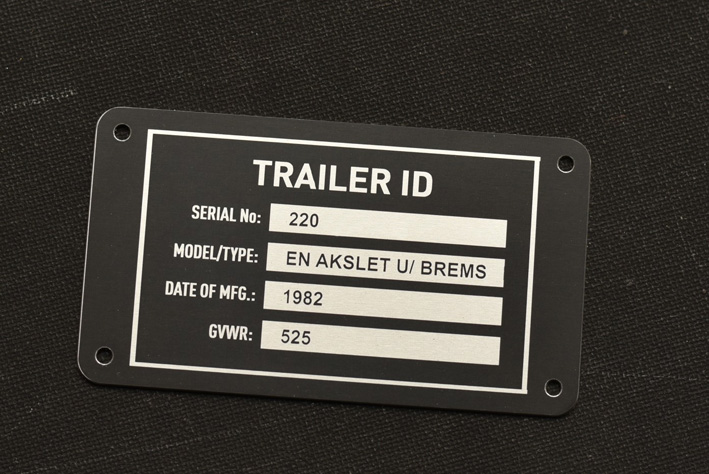 TRAILER ID
SERIAL No: 220
MODEL/TYPE: EN AKSLET U/ BREMS
DATE OF MFG.: 1982
GVWR: 525